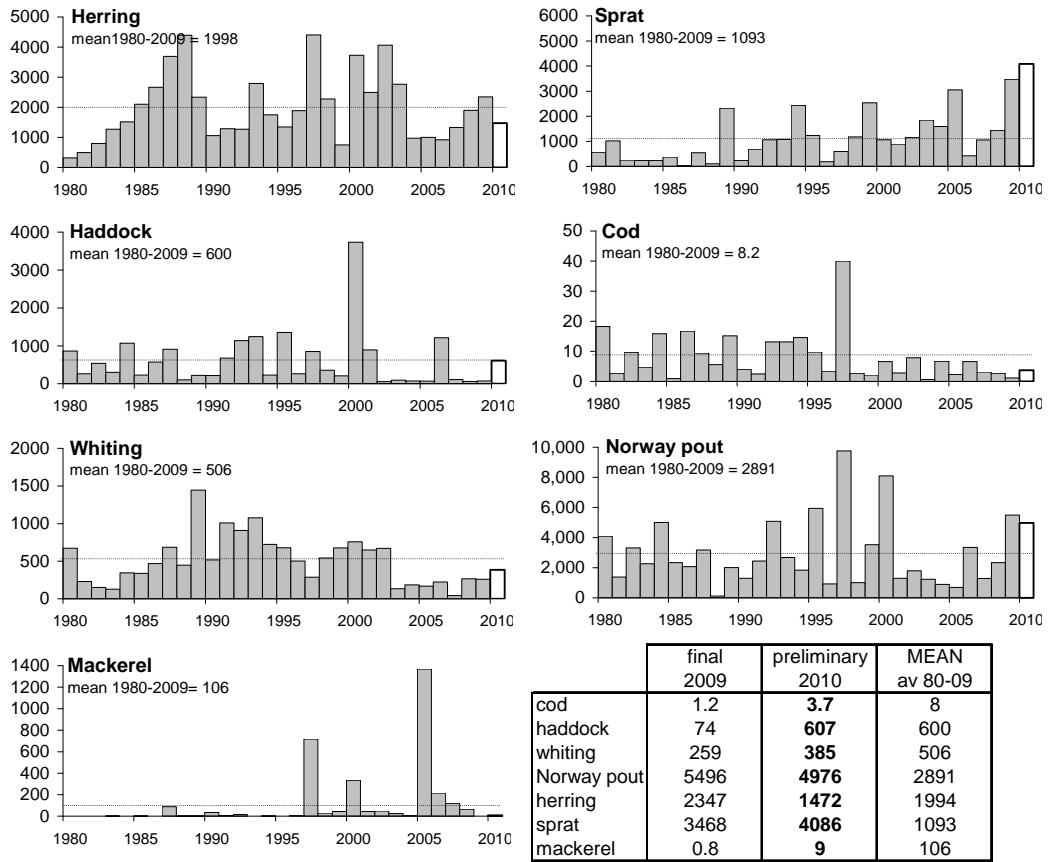 Herring
mean1980-2009 = 1998
5000
4000
3000
2000
1000
0
1980 1985 1990 1995 2000 2005 2010
Sprat
mean 1980-2009 = 1093
6000
5000
4000
3000
2000
1000
0
1980 1985 1990 1995 2000 2005 2010
Haddock
mean 1980-2009 = 600
4000
3000
2000
1000
0
1980 1985 1990 1995 2000 2005 2010
Cod
mean 1980-2009 = 8.2
50
40
30
20
10
0
1980 1985 1990 1995 2000 2005 2010
Whiting
mean 1980-2009 = 506
2000
1500
1000
500
0
1980 1985 1990 1995 2000 2005 2010
Norway pout
mean 1980-2009 = 2891
10,000
8,000
6,000
4,000
2,000
0
1980 1985 1990 1995 2000 2005 2010
Mackerel
mean 1980-2009= 106
1400
1200
1000
800
600
400
200
0
1980 1985 1990 1995 2000 2005 2010
final preliminary MEAN
2009 2010 av 80-09
cod 1.2 3.7 8
haddock 74 607 600
whiting 259 385 506
Norway pout 5496 4976 2891
herring 2347 1472 1994
sprat 3468 4086 1093
mackerel 0.8 9 106